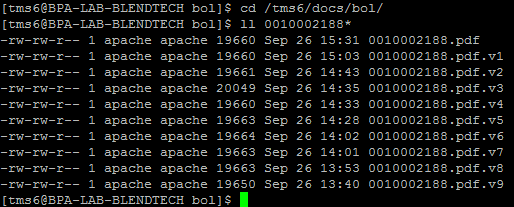 [tms6@BPA-LAB-BLENDTECH bol]$ cd /tms6/docs/bol/
[tms6@BPA-LAB-BLENDTECH bol]$ ll 0010002188*
-rw-rw-r-- 1 apache apache 19660 Sep 26 15:31 0010002188.pdf
-rw-rw-r-- 1 apache apache 19660 Sep 26 15:03 0010002188.pdf.v1
-rw-rw-r-- 1 apache apache 19661 Sep 26 14:43 0010002188.pdf.v2
-rw-rw-r-- 1 apache apache 20049 Sep 26 14:35 0010002188.pdf.v3
-rw-rw-r-- 1 apache apache 19660 Sep 26 14:33 0010002188.pdf.v4
-rw-rw-r-- 1 apache apache 19663 Sep 26 14:28 0010002188.pdf.v5
-rw-rw-r-- 1 apache apache 19664 Sep 26 14:02 0010002188.pdf.v6
-rw-rw-r-- 1 apache apache 19663 Sep 26 14:01 0010002188.pdf.v7
-rw-rw-r-- 1 apache apache 19663 Sep 26 13:53 0010002188.pdf.v8
-rw-rw-r-- 1 apache apache 19650 Sep 26 13:40 0010002188.pdf.v9
[tms6@BPA-LAB-BLENDTECH bol]$